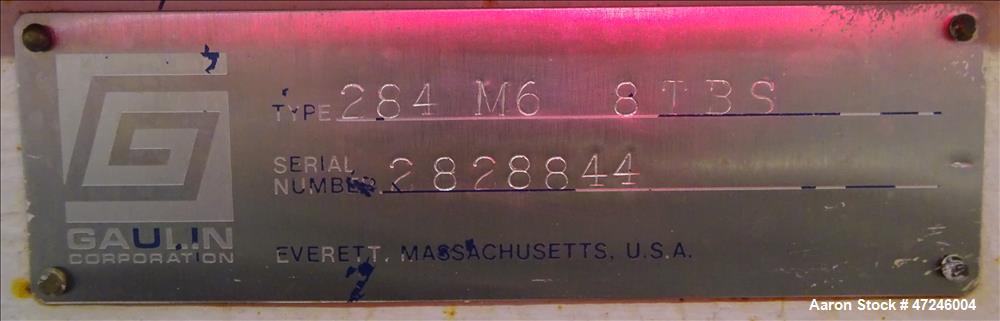 TYPE 284 M6 8TBS
SERIAL
NUMBER 2828844
GAULIN
CORPORATION
EVERETT, MASSACHUSETTS, U.S.A.
Aaron Stock # 47246004